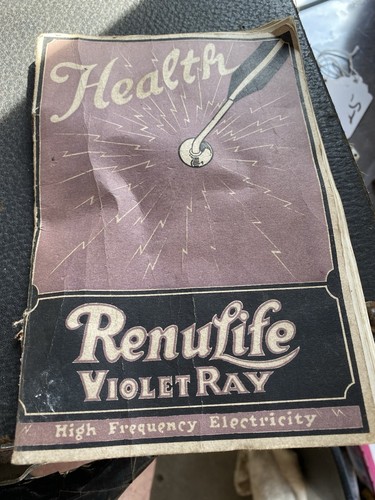 Health
RenuLife
Violet Ray
High Frequency Electricity